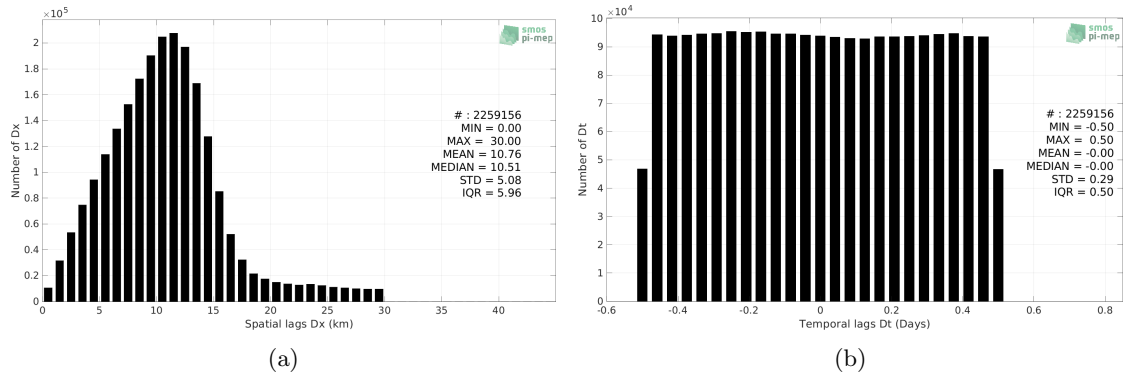 ×10⁵
2
1.8
1.6
1.4
1.2
1
0.8
0.6
0.4
0.2
0
Number of Dx
smos
pi-mep
# : 2259156
MIN = 0.00
MAX = 30.00
MEAN = 10.76
MEDIAN = 10.51
STD = 5.08
IQR = 5.96
0 5 10 15 20 25 30 35 40
Spatial lags Dx (km)
(a)
×10⁴
10
9
8
7
6
5
4
3
2
1
0
Number of Dt
smos
pi-mep
# : 2259156
MIN = -0.50
MAX = 0.50
MEAN = -0.00
MEDIAN = -0.00
STD = 0.29
IQR = 0.50
-0.6 -0.4 -0.2 0 0.2 0.4 0.6 0.8
Temporal lags Dt (Days)
(b)